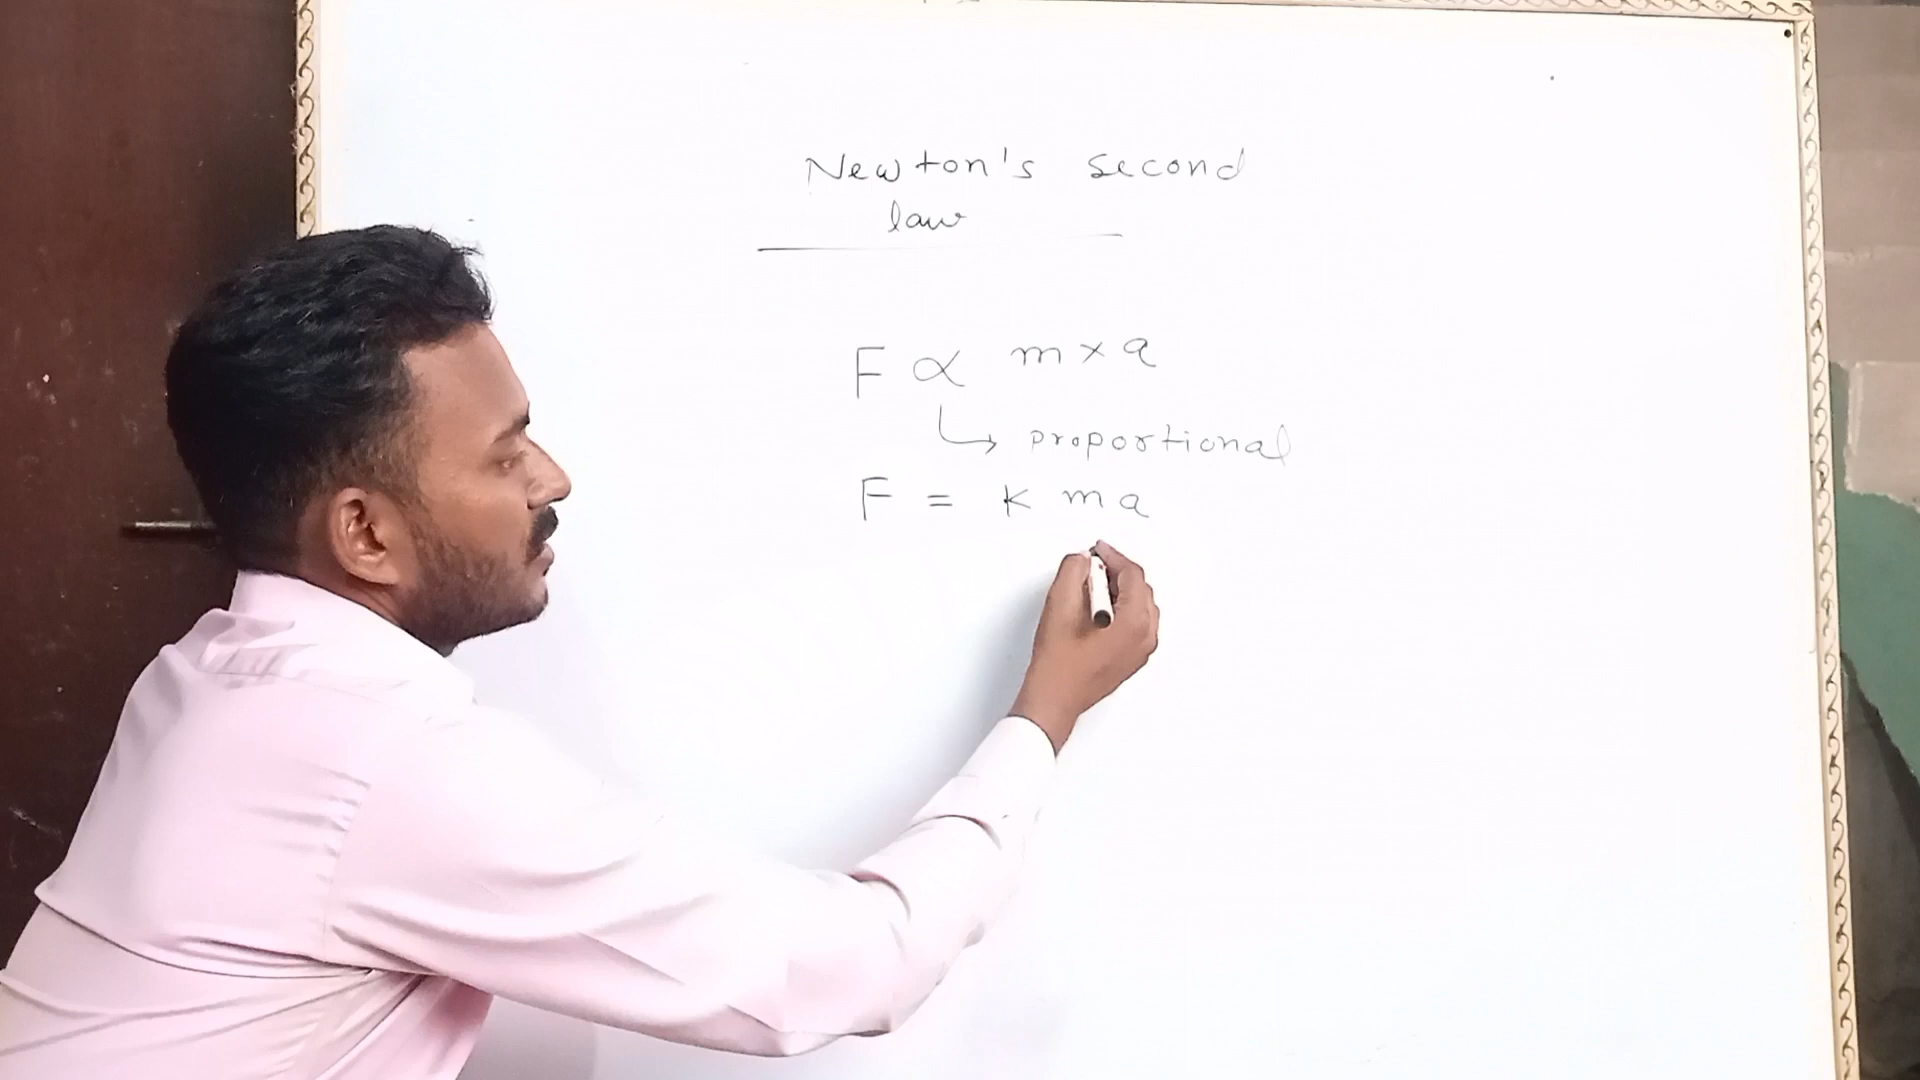 Newton's second
law
F ∝ m × a
proportional
F = k m a